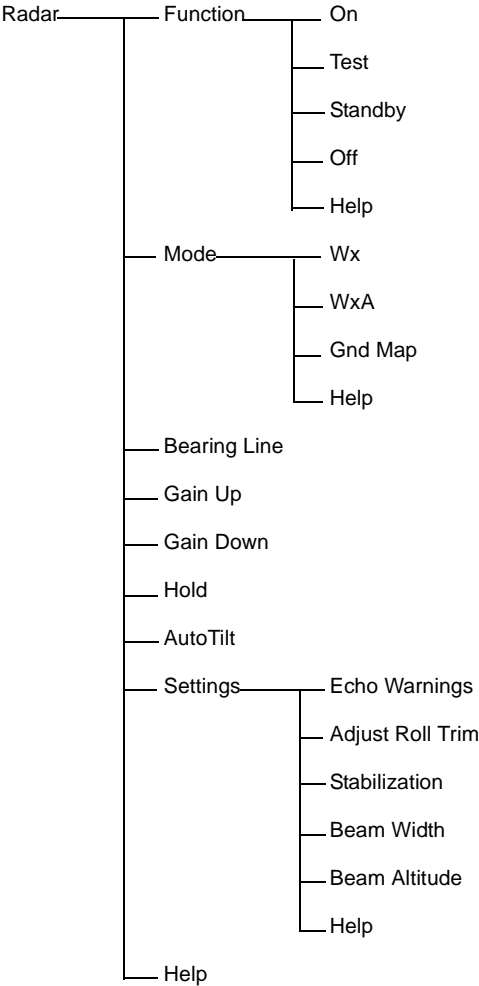 Radar Function On
Test
Standby
Off
Help
Mode Wx
WxA
Gnd Map
Help
Bearing Line
Gain Up
Gain Down
Hold
AutoTilt
Settings Echo Warnings
Adjust Roll Trim
Stabilization
Beam Width
Beam Altitude
Help
Help